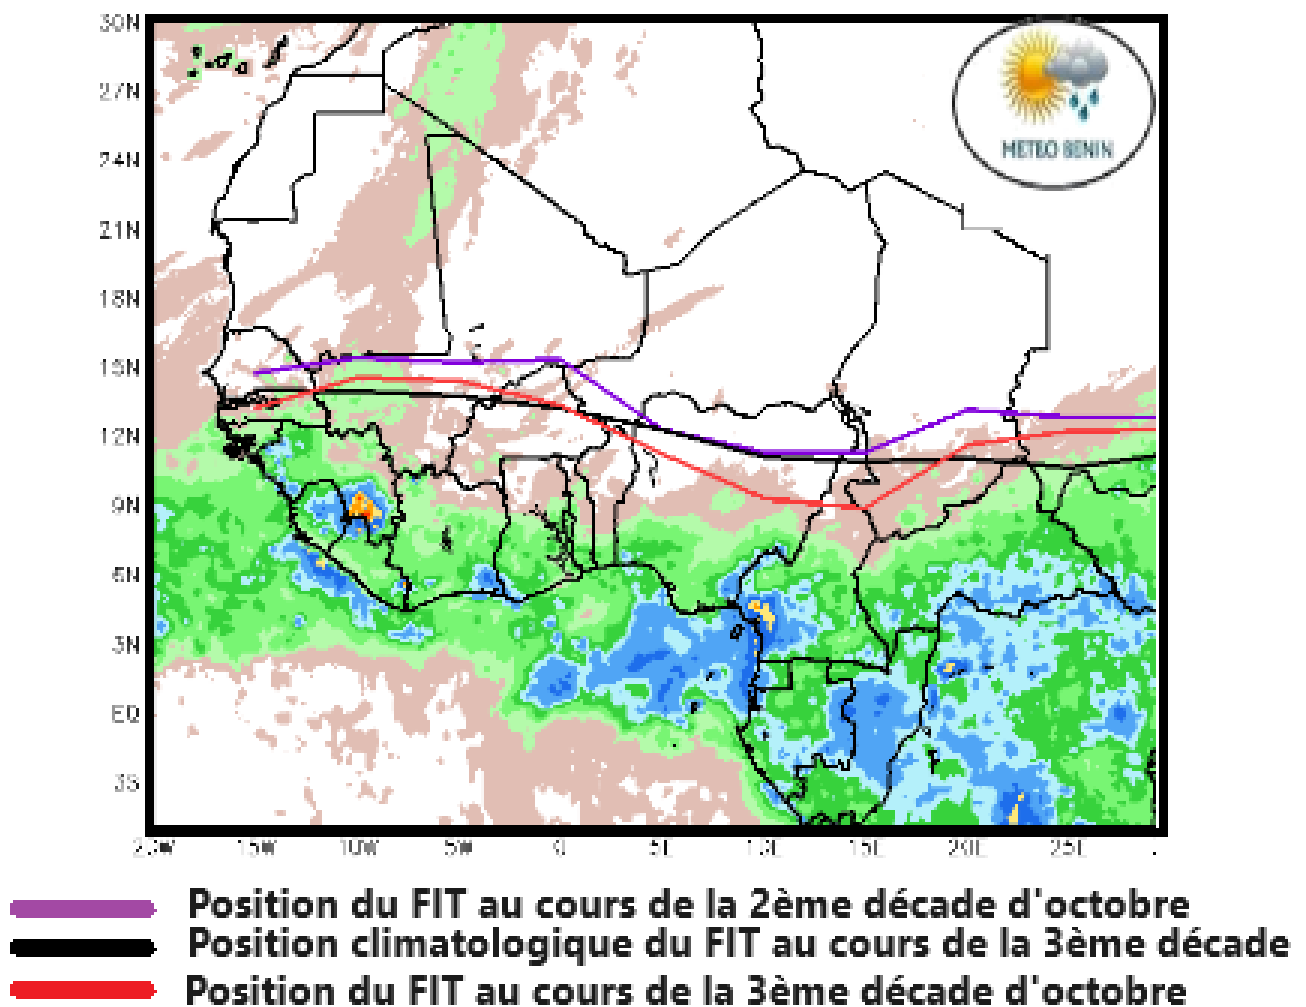 30N
METEO BENIN
27N
24N
21N
18N
15N
12N
9N
6N
3N
EQ
3S
20W 15W 10W 5W 0 5E 10E 15E 20E 25E
Position du FIT au cours de la 2ème décade d'octobre
Position climatologique du FIT au cours de la 3ème décade
Position du FIT au cours de la 3ème décade d'octobre